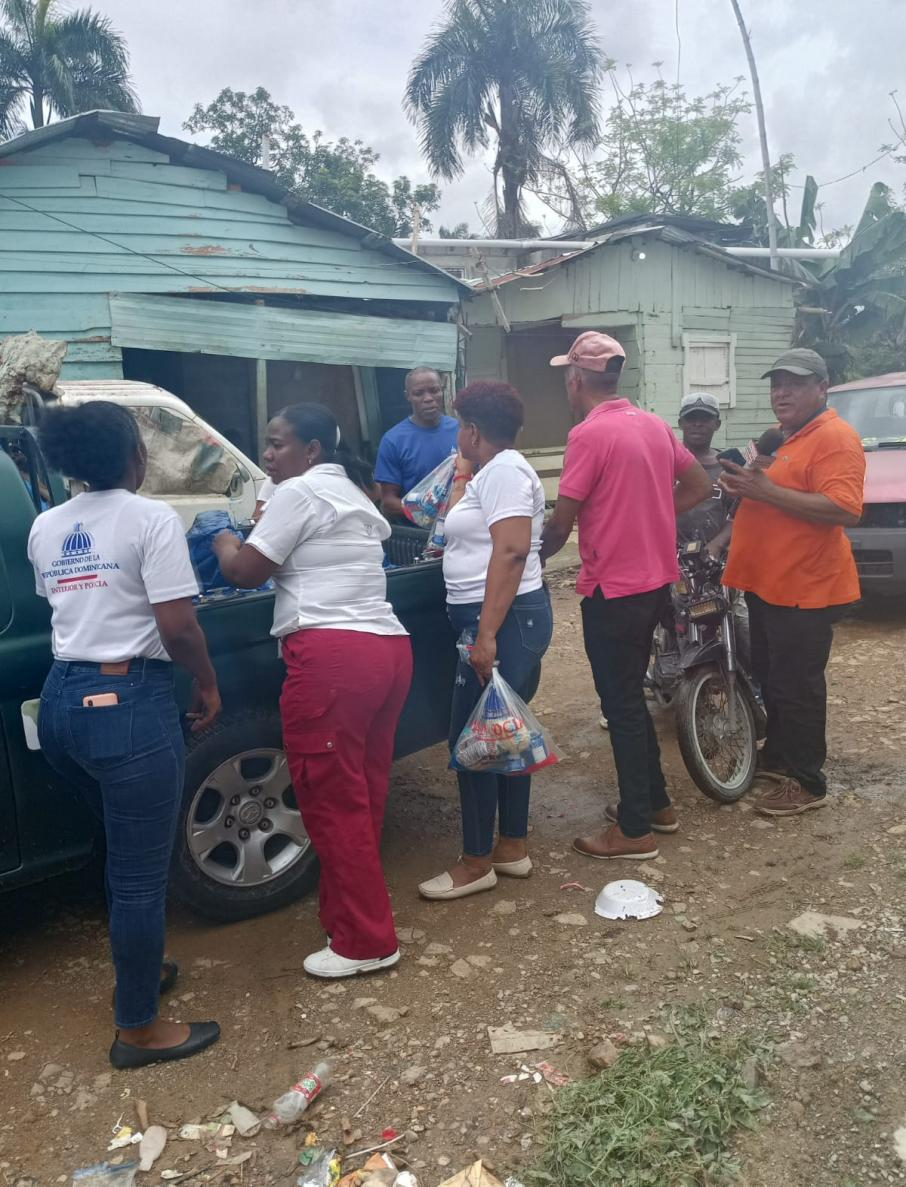 GOBIERNO DE LA
REPÚBLICA DOMINICANA
INTERIOR Y POLICÍA